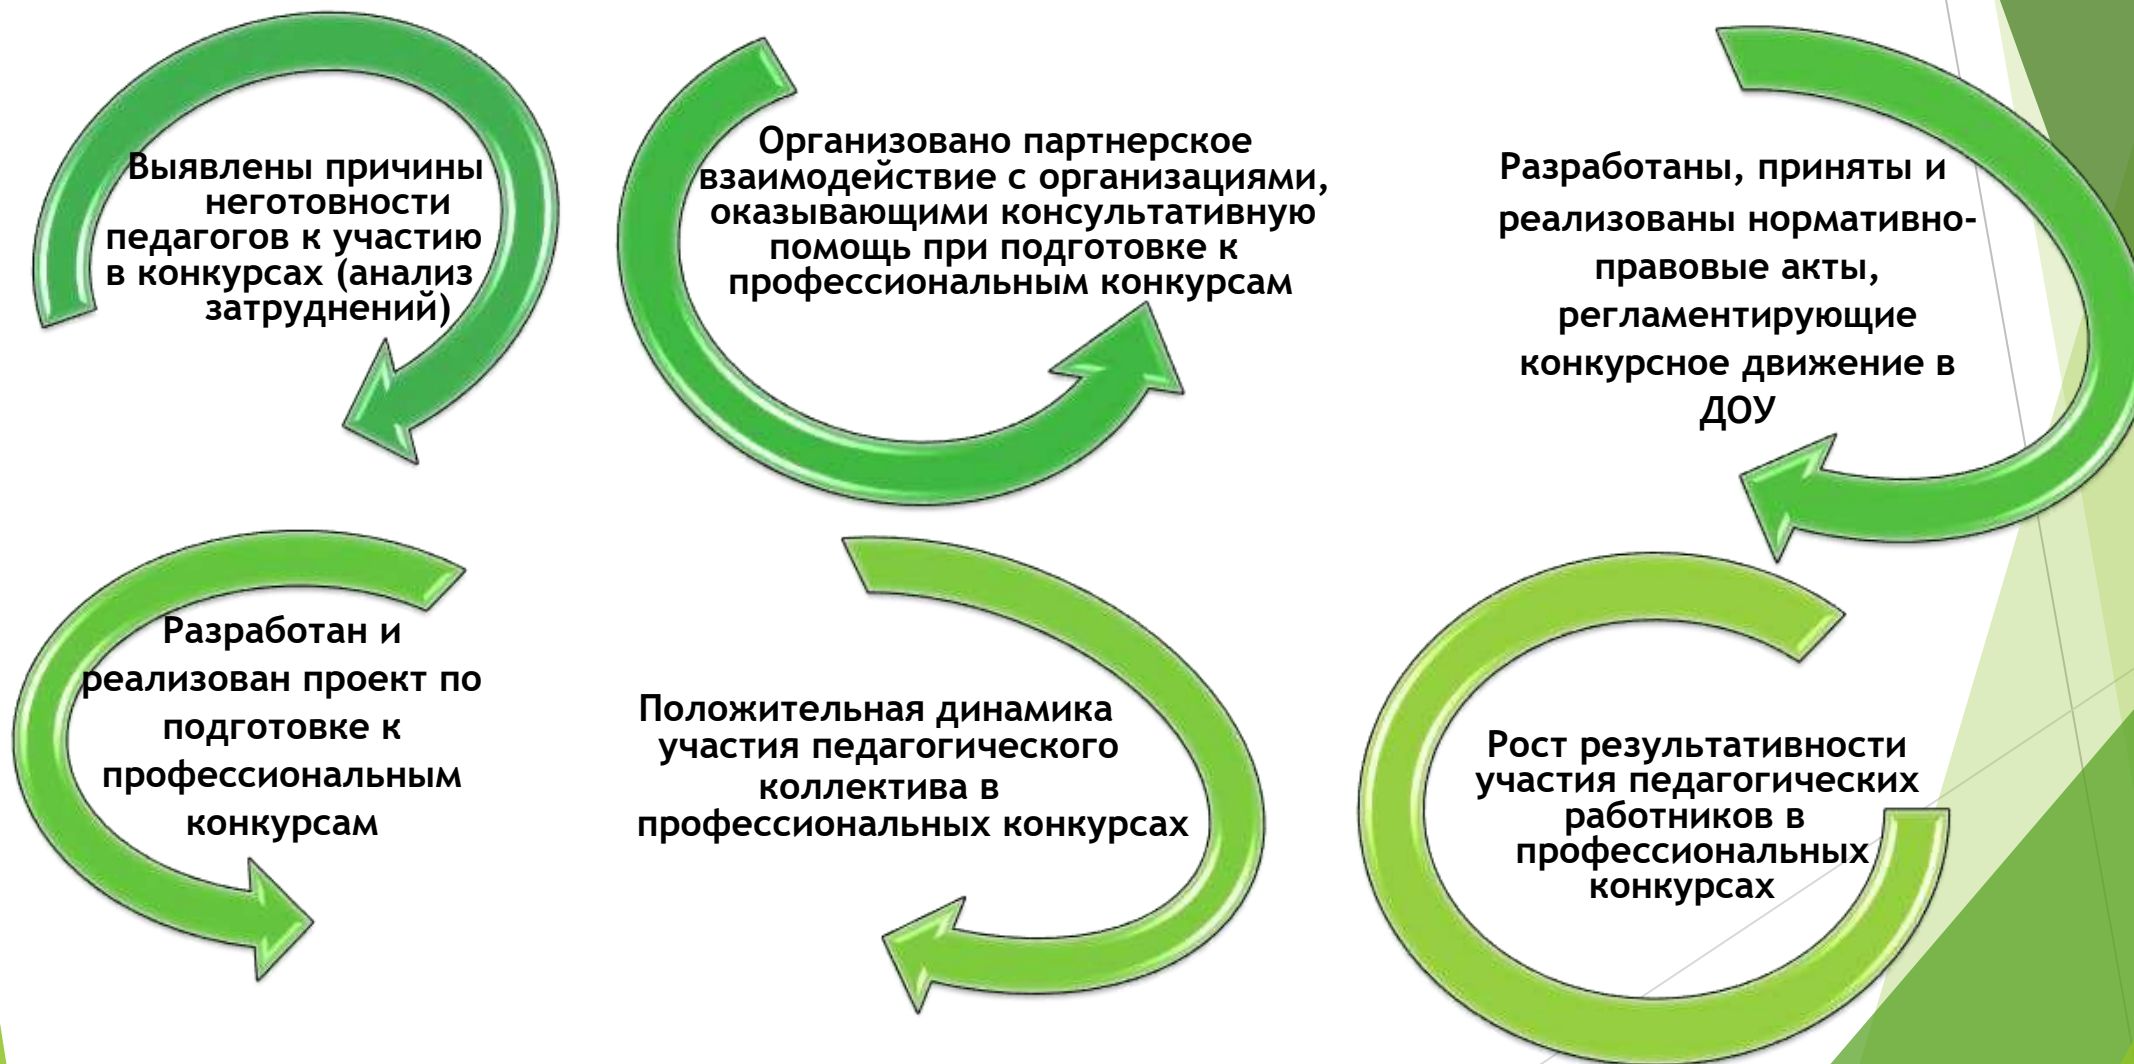 Выявлены причины
неготовности
педагогов к участию
в конкурсах (анализ
затруднений)
Организовано партнерское
взаимодействие с организациями,
оказывающими консультативную
помощь при подготовке к
профессиональным конкурсам
Разработаны, приняты и
реализованы нормативно-
правовые акты,
регламентирующие
конкурсное движение в
ДОУ
Разработан и
реализован проект по
подготовке к
профессиональным
конкурсам
Положительная динамика
участия педагогического
коллектива в
профессиональных конкурсах
Рост результативности
участия педагогических
работников в
профессиональных
конкурсах